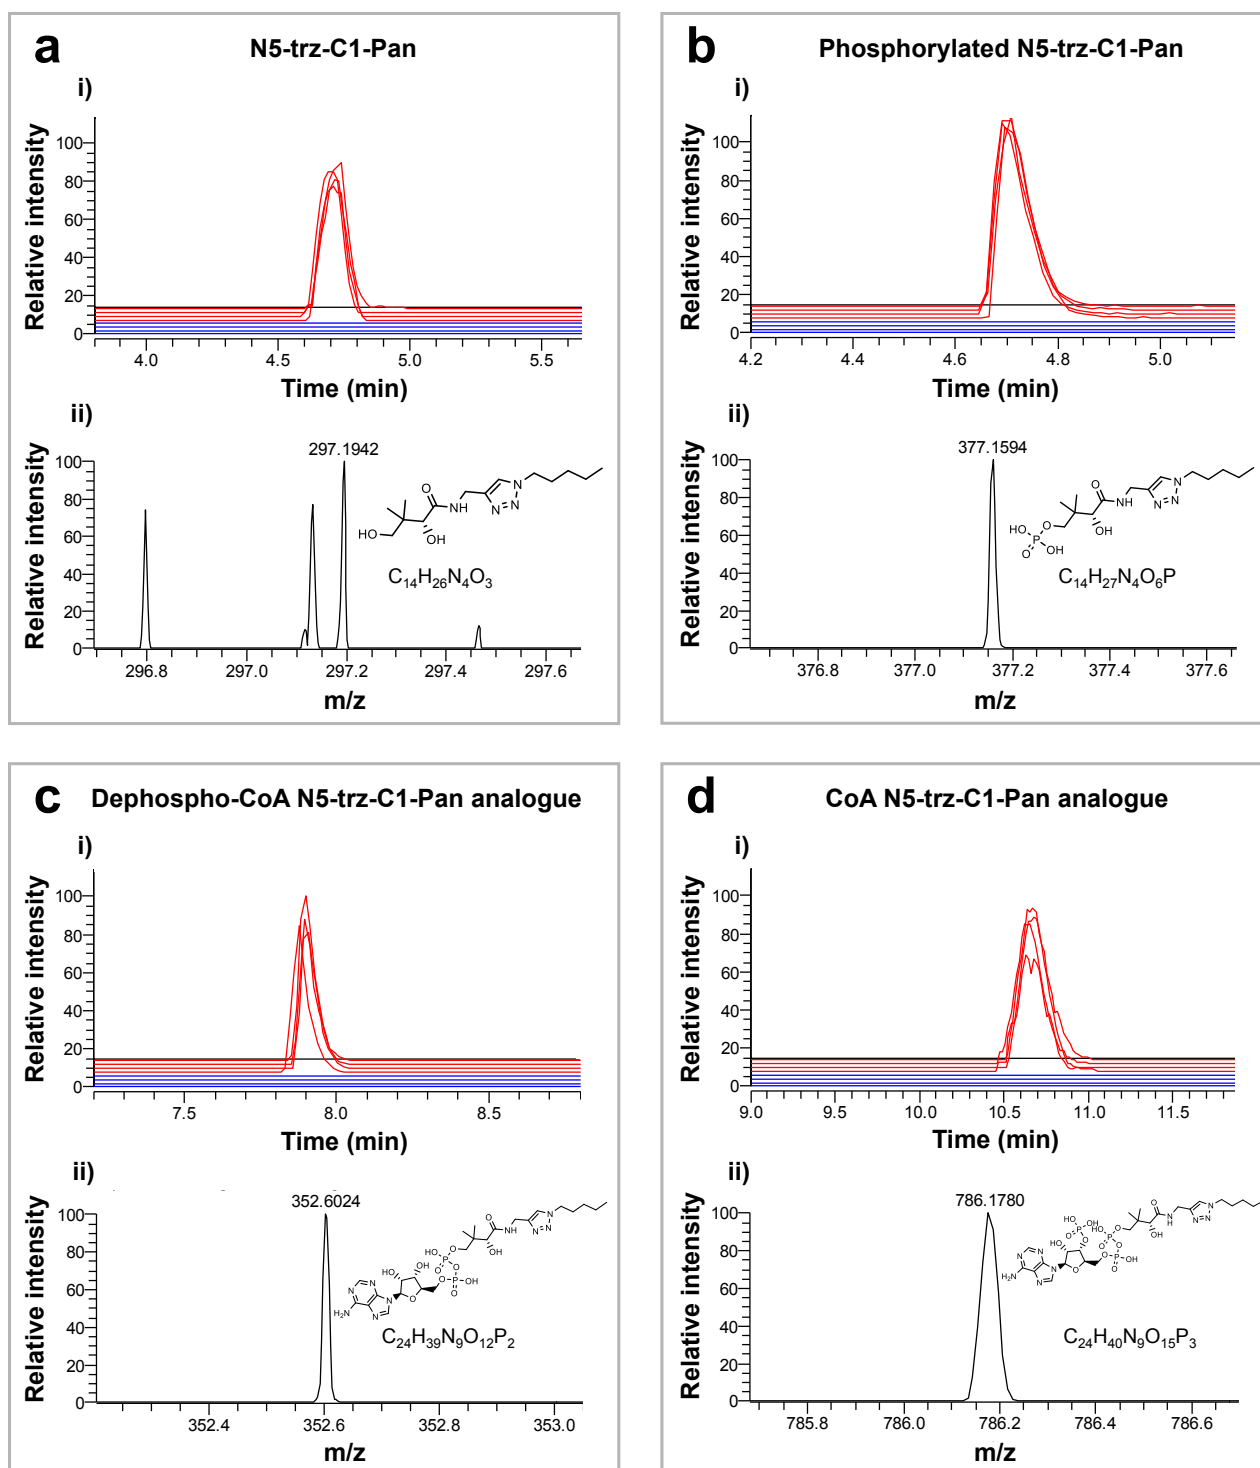 a N5-trz-C1-Pan
i)
Relative intensity
100
80
60
40
20
0
4.0 4.5 5.0 5.5
Time (min)
ii)
Relative intensity
100
80
60
40
20
0
297.1942
O
HO
OH
NH
N
N=N
C14H26N4O3
296.8 297.0 297.2 297.4 297.6
m/z
b Phosphorylated N5-trz-C1-Pan
i)
Relative intensity
100
80
60
40
20
0
4.2 4.4 4.6 4.8 5.0
Time (min)
ii)
Relative intensity
100
80
60
40
20
0
377.1594
O
HO
O
P
O
OH
OH
NH
N
N=N
C14H27N4O6P
376.8 377.0 377.2 377.4 377.6
m/z
c Dephospho-CoA N5-trz-C1-Pan analogue
i)
Relative intensity
100
80
60
40
20
0
7.5 8.0 8.5
Time (min)
ii)
Relative intensity
100
80
60
40
20
0
352.6024
C24H39N9O12P2
352.4 352.6 352.8 353.0
m/z
d CoA N5-trz-C1-Pan analogue
i)
Relative intensity
100
80
60
40
20
0
9.0 9.5 10.0 10.5 11.0 11.5
Time (min)
ii)
Relative intensity
100
80
60
40
20
0
786.1780
C24H40N9O15P3
785.8 786.0 786.2 786.4 786.6
m/z